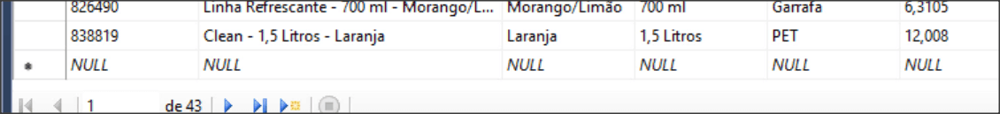 826490 Linha Refrescante - 700 ml - Morango/L... Morango/Limão 700 ml Garrafa 6,3105
838819 Clean - 1,5 Litros - Laranja Laranja 1,5 Litros PET 12,008
NULL NULL NULL NULL NULL NULL
1 de 43